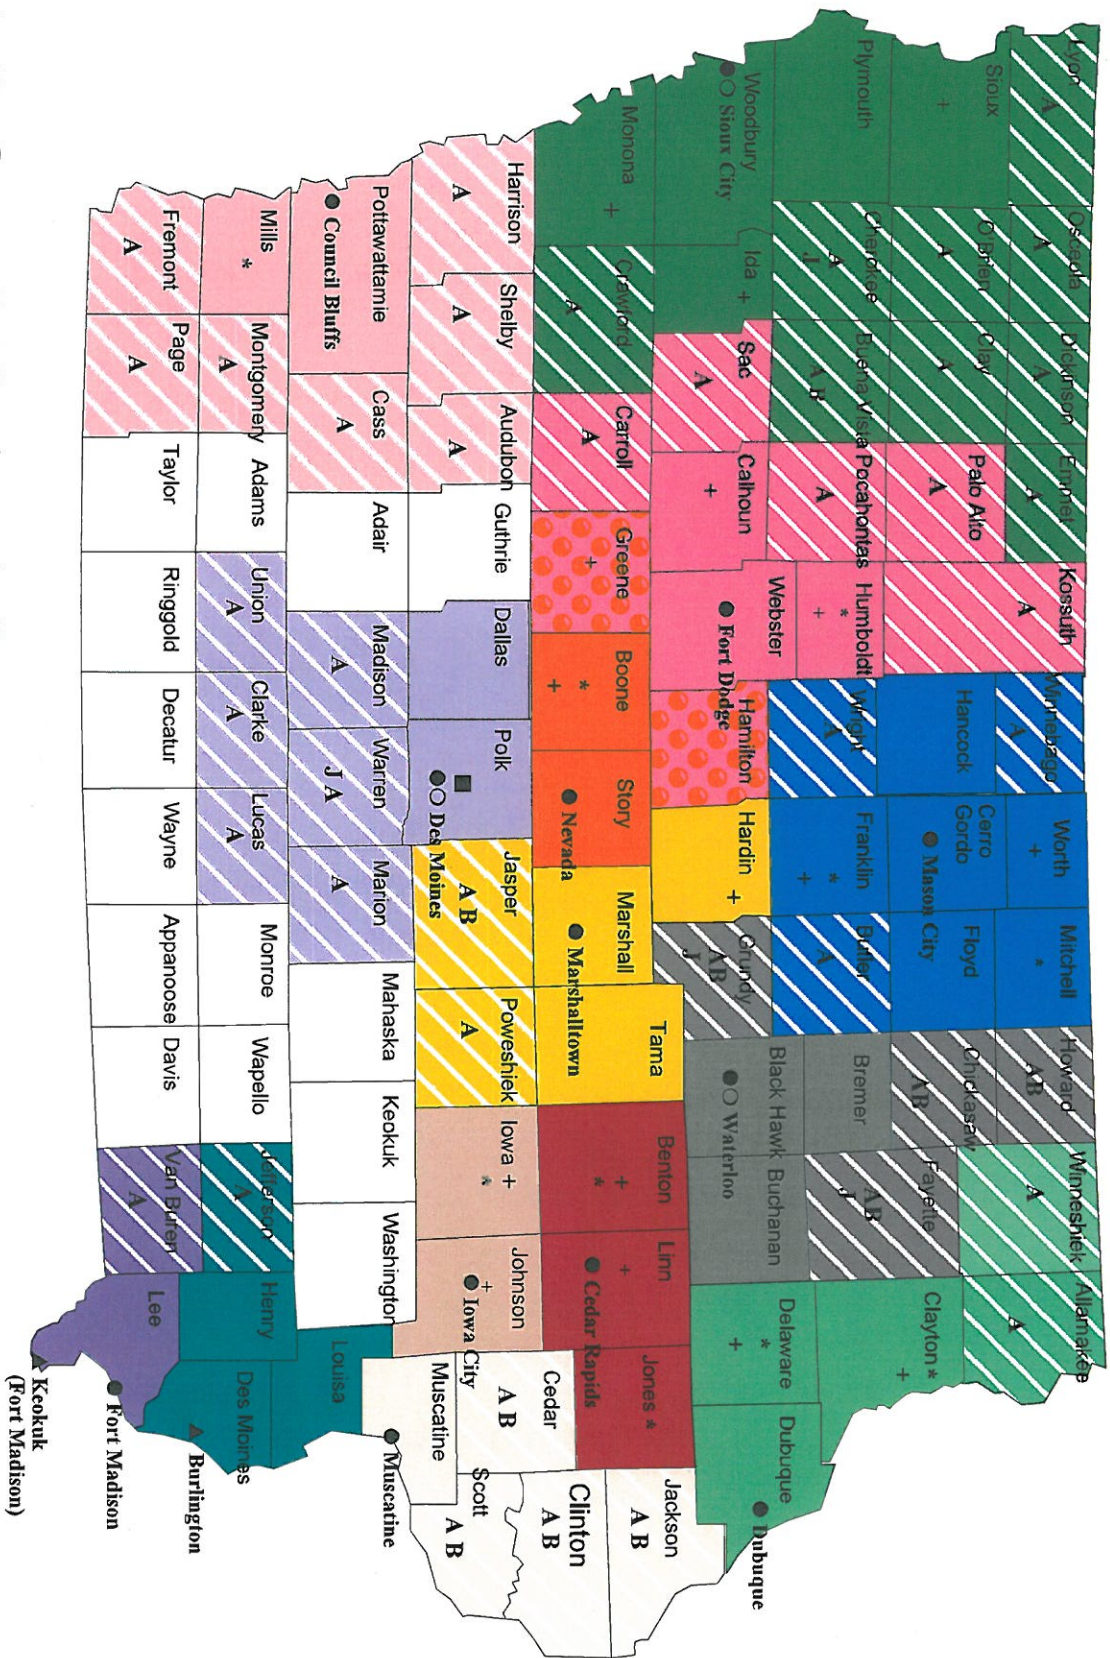 Lyon
A
Osceola
A
Dickinson
A
Emmet
A
Kossuth
A
Winnebago
A
Worth
+
Mitchell
*
Howard
AB
Winneshiek
A
Allamakee
A
Sioux
+
O'Brien
A
Clay
A
Palo Alto
A
Hancock
Cerro
Gordo
● Mason City
Floyd
Chickasaw
AB
Plymouth
Cherokee
A
J
Buena Vista
A B
Pocahontas
A
Humboldt
*
+
Wright
A
Franklin
*
+
Butler
A
Bremer
Fayette
A B
J
Clayton *
+
Woodbury
●○ Sioux City
Ida +
Sac
A
Calhoun
+
Webster
● Fort Dodge
Hamilton
Hardin
+
Grundy
AB
J
Black Hawk
●○ Waterloo
Buchanan
Delaware
*
+
Dubuque
● Dubuque
Monona
+
Crawford
A
Carroll
A
Greene
+
Boone
*
+
Story
● Nevada
Marshall
● Marshalltown
Tama
Benton
+
*
Linn
+
● Cedar Rapids
Jones *
Jackson
A B
Harrison
A
Shelby
A
Audubon
A
Guthrie
Dallas
Polk
■
●○ Des Moines
Jasper
A B
Poweshiek
A
Iowa +
*
Johnson
+
● Iowa City
Cedar
A B
Clinton
A B
Scott
A B
Muscatine
● Muscatine
Pottawattamie
● Council Bluffs
Cass
A
Adair
Madison
A
Warren
J A
Marion
A
Mahaska
Keokuk
Washington
Louisa
Mills
*
Montgomery
A
Adams
Union
A
Clarke
A
Lucas
A
Monroe
Wapello
Jefferson
A
Henry
Des Moines
▲ Burlington
Fremont
A
Page
A
Taylor
Ringgold
Decatur
Wayne
Appanoose
Davis
Van Buren
A
Lee
● Fort Madison
▲ Keokuk
(Fort Madison)